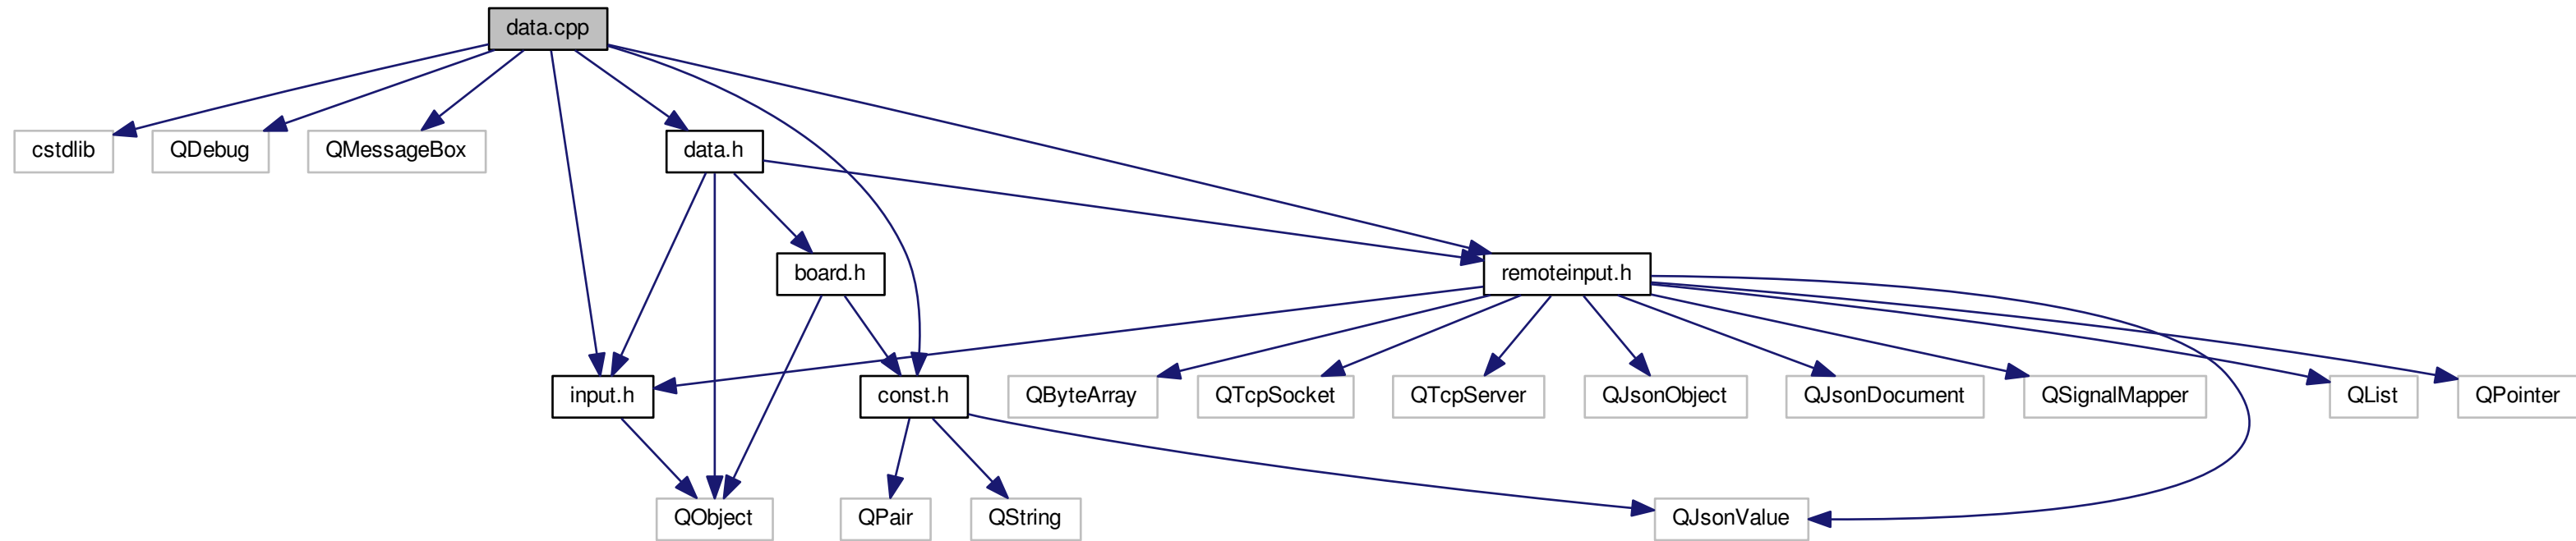 data.cpp
cstdlib
QDebug
QMessageBox
data.h
board.h
remoteinput.h
input.h
const.h
QByteArray
QTcpSocket
QTcpServer
QJsonObject
QJsonDocument
QSignalMapper
QList
QPointer
QObject
QPair
QString
QJsonValue